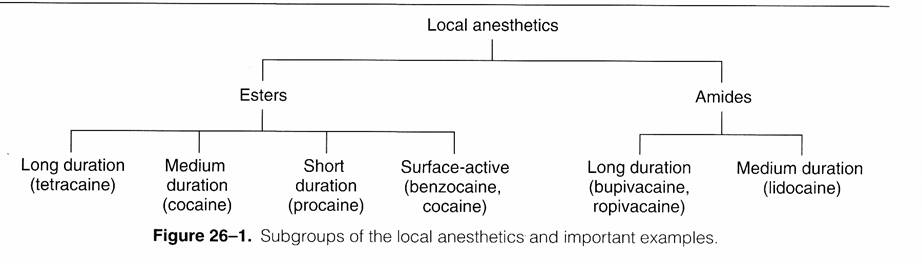 Local anesthetics
Esters
Amides
Long duration
(tetracaine)
Medium
duration
(cocaine)
Short
duration
(procaine)
Surface-active
(benzocaine,
cocaine)
Long duration
(bupivacaine,
ropivacaine)
Medium duration
(lidocaine)
Figure 26–1. Subgroups of the local anesthetics and important examples.